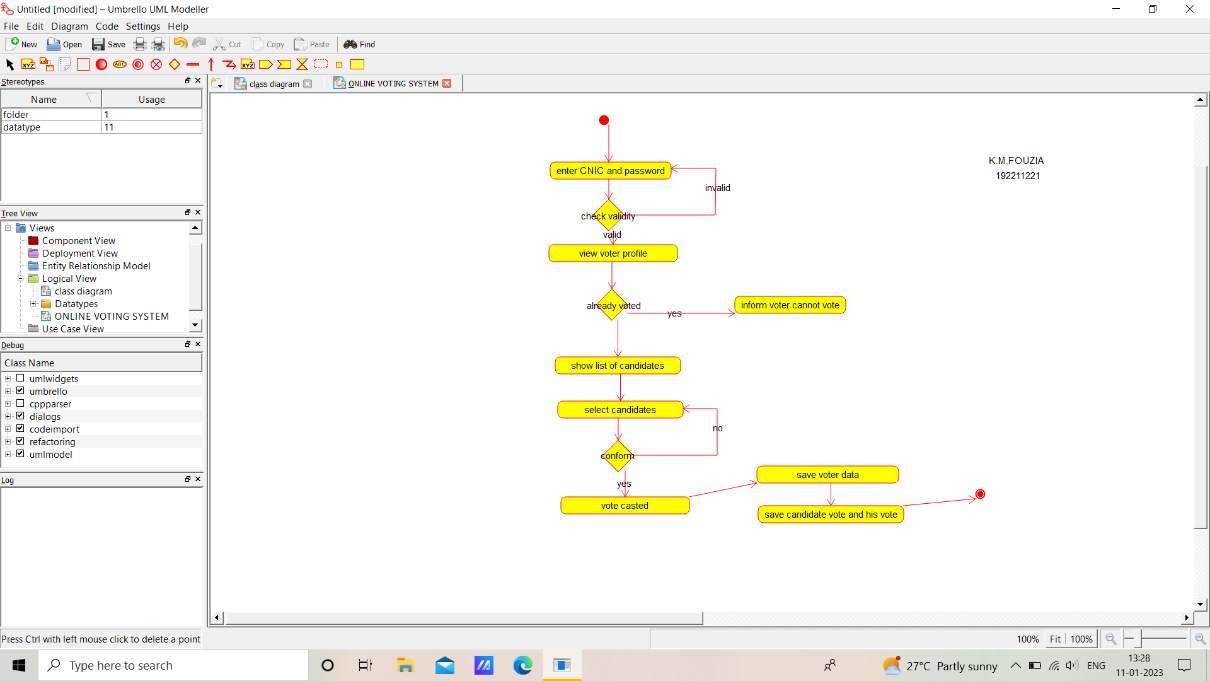 Untitled [modified] – Umbrello UML Modeller
File Edit Diagram Code Settings Help
New Open Save Cut Copy Paste Find
Stereotypes
class diagram ONLINE VOTING SYSTEM
Name Usage
folder 1
datatype 11
Tree View
Views
Component View
Deployment View
Entity Relationship Model
Logical View
class diagram
Datatypes
ONLINE VOTING SYSTEM
Use Case View
Debug
Class Name
umlwidgets
umbrello
cppparser
dialogs
codeimport
refactoring
umlmodel
Log
K.M.FOUZIA
192211221
enter CNIC and password
invalid
check validity
valid
view voter profile
already voted
yes
inform voter cannot vote
show list of candidates
select candidates
no
conform
yes
save voter data
vote casted
save candidate vote and his vote
Press Ctrl with left mouse click to delete a point
100% Fit 100%
Type here to search
27°C Partly sunny
ENG
13:28
11-01-2023